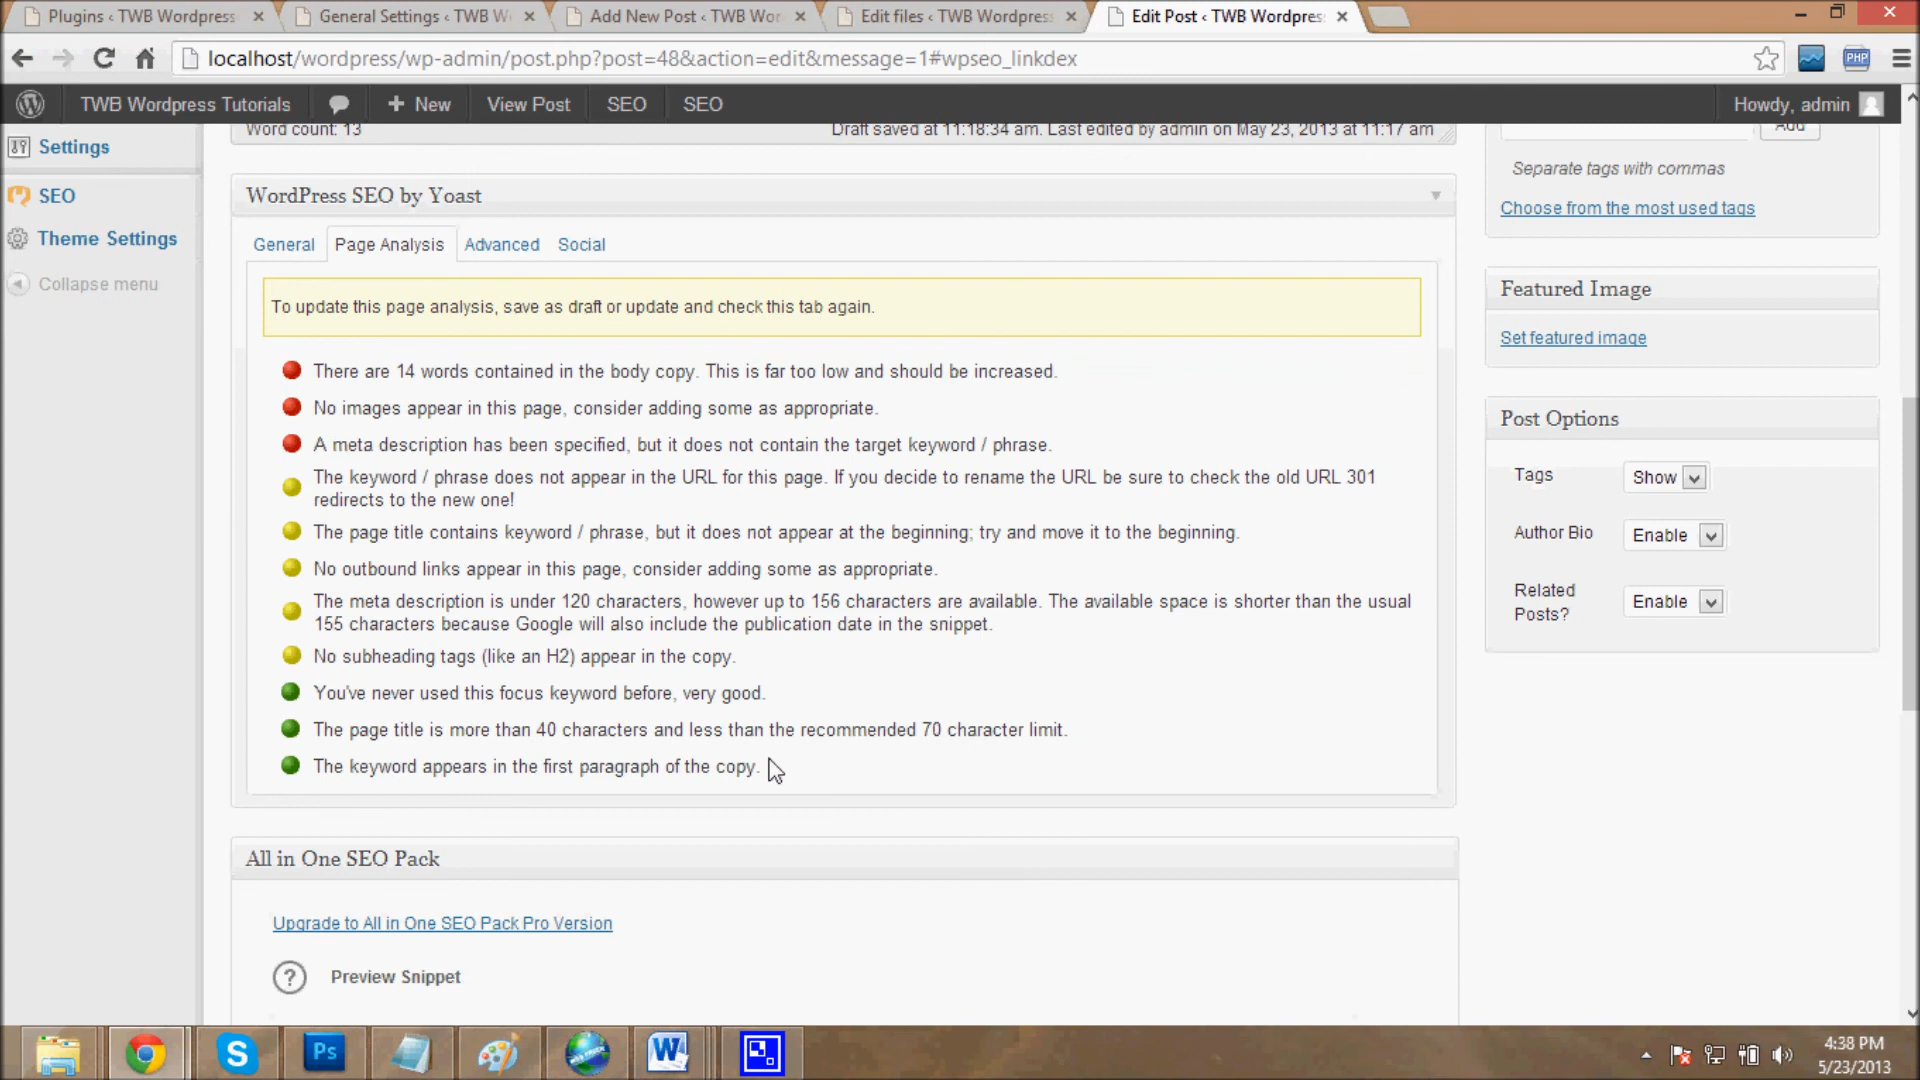 Plugins ‹ TWB Wordpress
General Settings ‹ TWB W
Add New Post ‹ TWB Wor
Edit files ‹ TWB Wordpress
Edit Post ‹ TWB Wordpres
localhost/wordpress/wp-admin/post.php?post=48&action=edit&message=1#wpseo_linkdex
PHP
TWB Wordpress Tutorials
+ New
View Post
SEO
SEO
Howdy, admin
Settings
SEO
Theme Settings
Collapse menu
Word count: 13
Draft saved at 11:18:34 am. Last edited by admin on May 23, 2013 at 11:17 am
WordPress SEO by Yoast
General
Page Analysis
Advanced
Social
To update this page analysis, save as draft or update and check this tab again.
There are 14 words contained in the body copy. This is far too low and should be increased.
No images appear in this page, consider adding some as appropriate.
A meta description has been specified, but it does not contain the target keyword / phrase.
The keyword / phrase does not appear in the URL for this page. If you decide to rename the URL be sure to check the old URL 301
redirects to the new one!
The page title contains keyword / phrase, but it does not appear at the beginning; try and move it to the beginning.
No outbound links appear in this page, consider adding some as appropriate.
The meta description is under 120 characters, however up to 156 characters are available. The available space is shorter than the usual
155 characters because Google will also include the publication date in the snippet.
No subheading tags (like an H2) appear in the copy.
You've never used this focus keyword before, very good.
The page title is more than 40 characters and less than the recommended 70 character limit.
The keyword appears in the first paragraph of the copy.
All in One SEO Pack
Upgrade to All in One SEO Pack Pro Version
? Preview Snippet
Add
Separate tags with commas
Choose from the most used tags
Featured Image
Set featured image
Post Options
Tags
Show
Author Bio
Enable
Related
Posts?
Enable
Ps
4:38 PM
5/23/2013